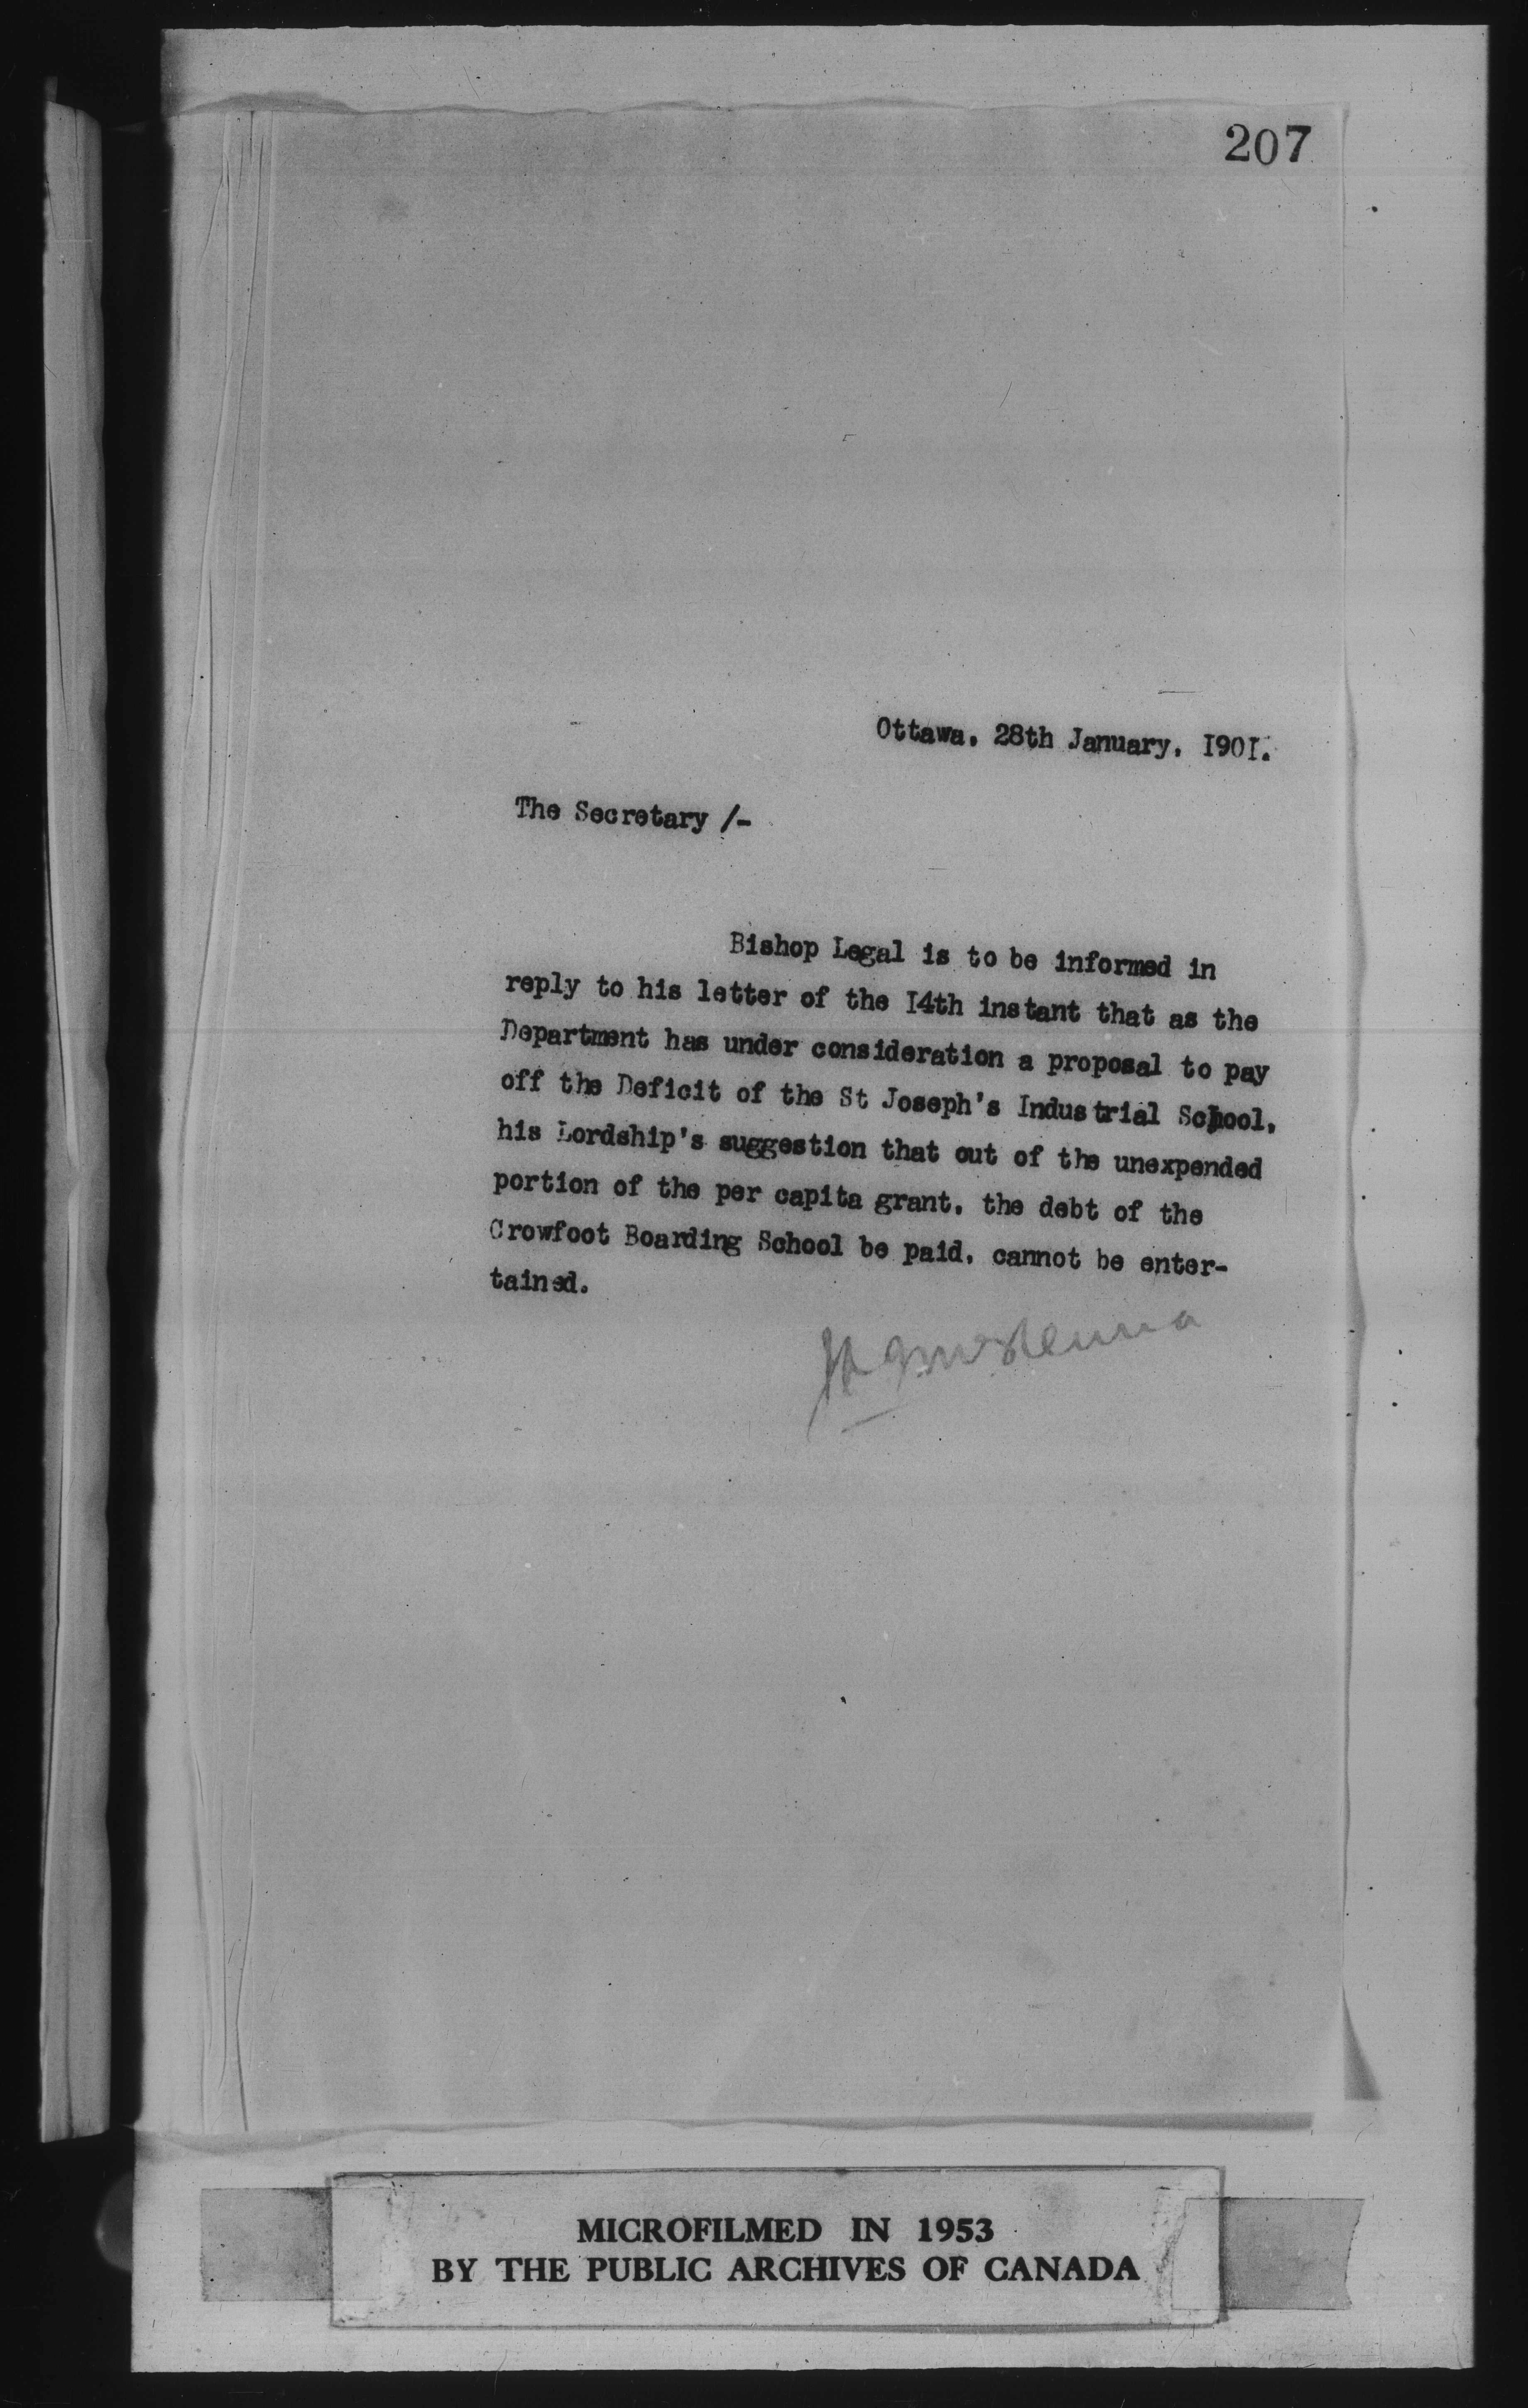 207
Ottawa, 28th January, I90I.
The Secretary /-
Bishop Legal is to be informed in
reply to his letter of the I4th instant that as the
Department has under consideration a proposal to pay
off the Deficit of the St Joseph's Industrial School,
his Lordship's suggestion that out of the unexpended
portion of the per capita grant, the debt of the
Crowfoot Boarding School be paid, cannot be enter-
tained.
MICROFILMED IN 1953
BY THE PUBLIC ARCHIVES OF CANADA